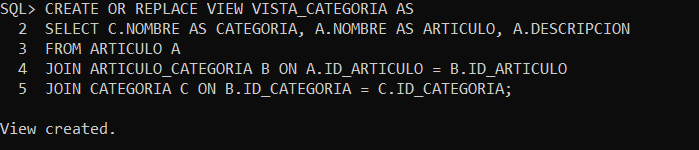 SQL> CREATE OR REPLACE VIEW VISTA_CATEGORIA AS
  2  SELECT C.NOMBRE AS CATEGORIA, A.NOMBRE AS ARTICULO, A.DESCRIPCION
  3  FROM ARTICULO A
  4  JOIN ARTICULO_CATEGORIA B ON A.ID_ARTICULO = B.ID_ARTICULO
  5  JOIN CATEGORIA C ON B.ID_CATEGORIA = C.ID_CATEGORIA;
View created.